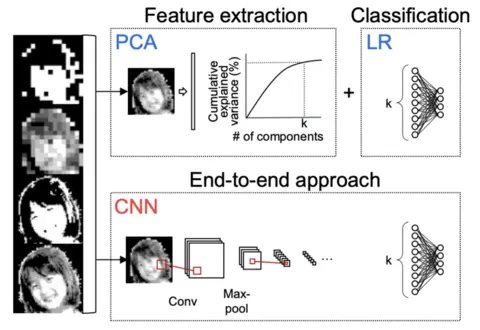 Feature extraction
Classification
PCA
LR
Cumulative
explained
variance (%)
k
# of components
+
k
End-to-end approach
CNN
Conv
Max-
pool
...
k